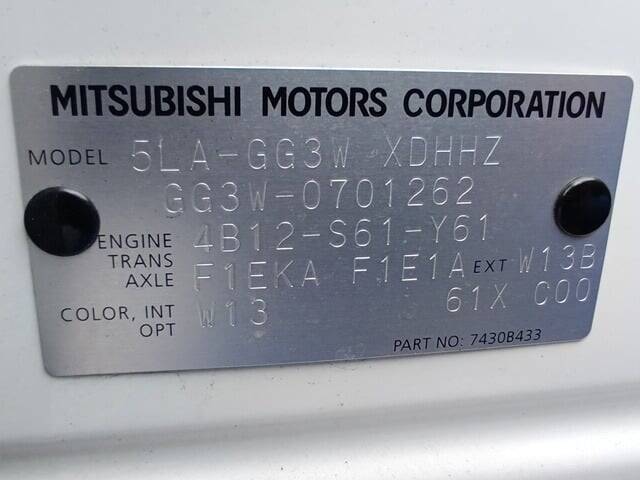 MITSUBISHI MOTORS CORPORATION
MODEL 5LA-GG3W XDHHZ
GG3W-0701262
ENGINE 4B12-S61-Y61
TRANS AXLE F1EKA F1E1A EXT W13B
COLOR, INT OPT W13 61X C00
PART NO: 7430B433